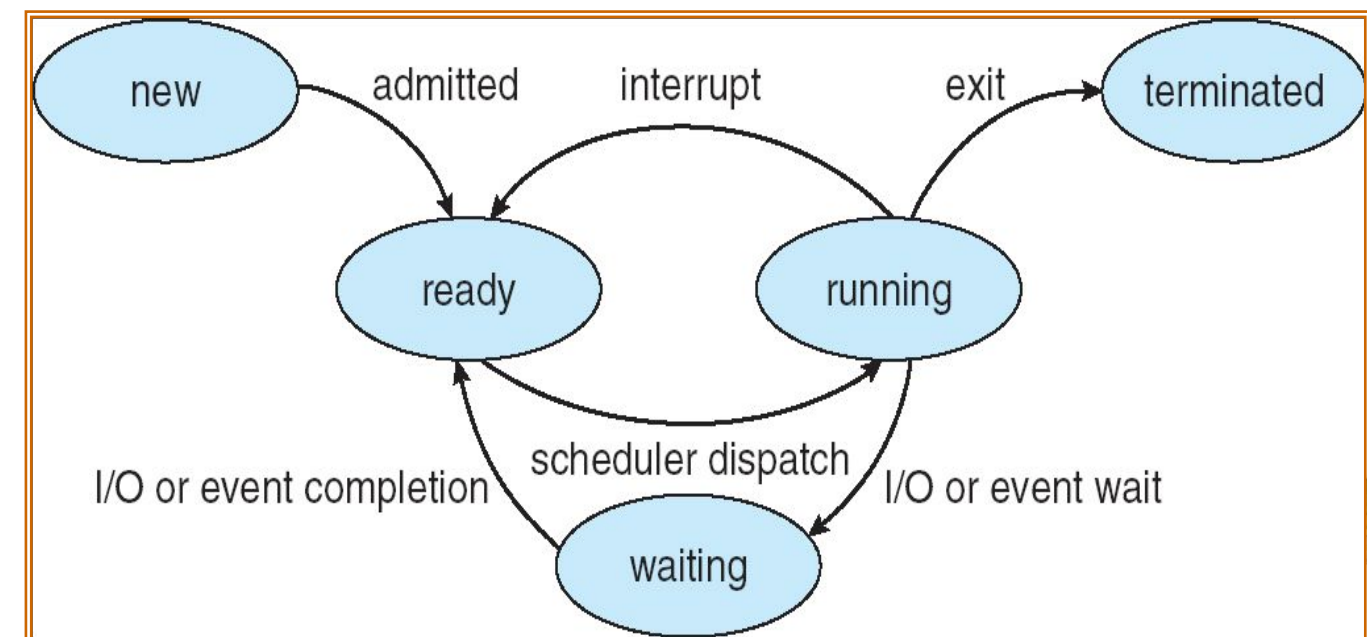 new
admitted
interrupt
exit
terminated
ready
running
scheduler dispatch
I/O or event completion
I/O or event wait
waiting